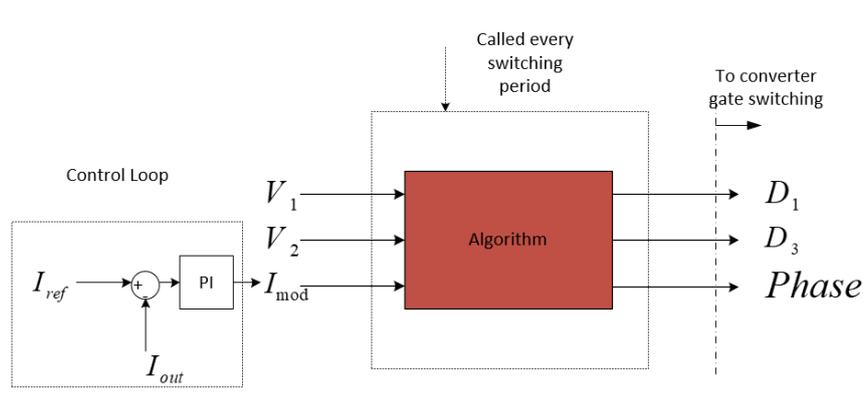 Called every
switching
period
To converter
gate switching
Control Loop
V1
D1
V2
Algorithm
D3
Iref
+
-
PI
Imod
Phase
Iout